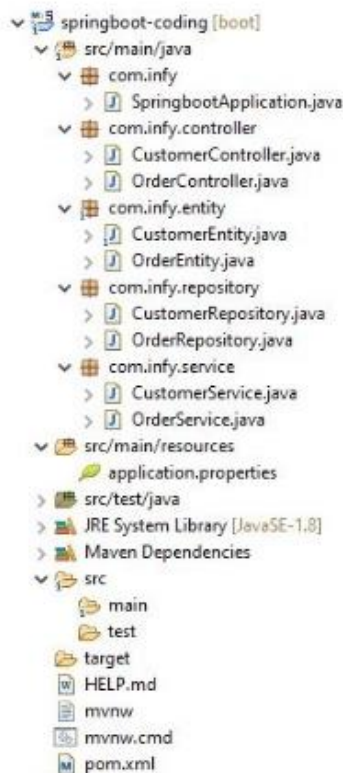 springboot-coding [boot]
src/main/java
com.infy
SpringbootApplication.java
com.infy.controller
CustomerController.java
OrderController.java
com.infy.entity
CustomerEntity.java
OrderEntity.java
com.infy.repository
CustomerRepository.java
OrderRepository.java
com.infy.service
CustomerService.java
OrderService.java
src/main/resources
application.properties
src/test/java
JRE System Library [JavaSE-1.8]
Maven Dependencies
src
main
test
target
HELP.md
mvnw
mvnw.cmd
pom.xml